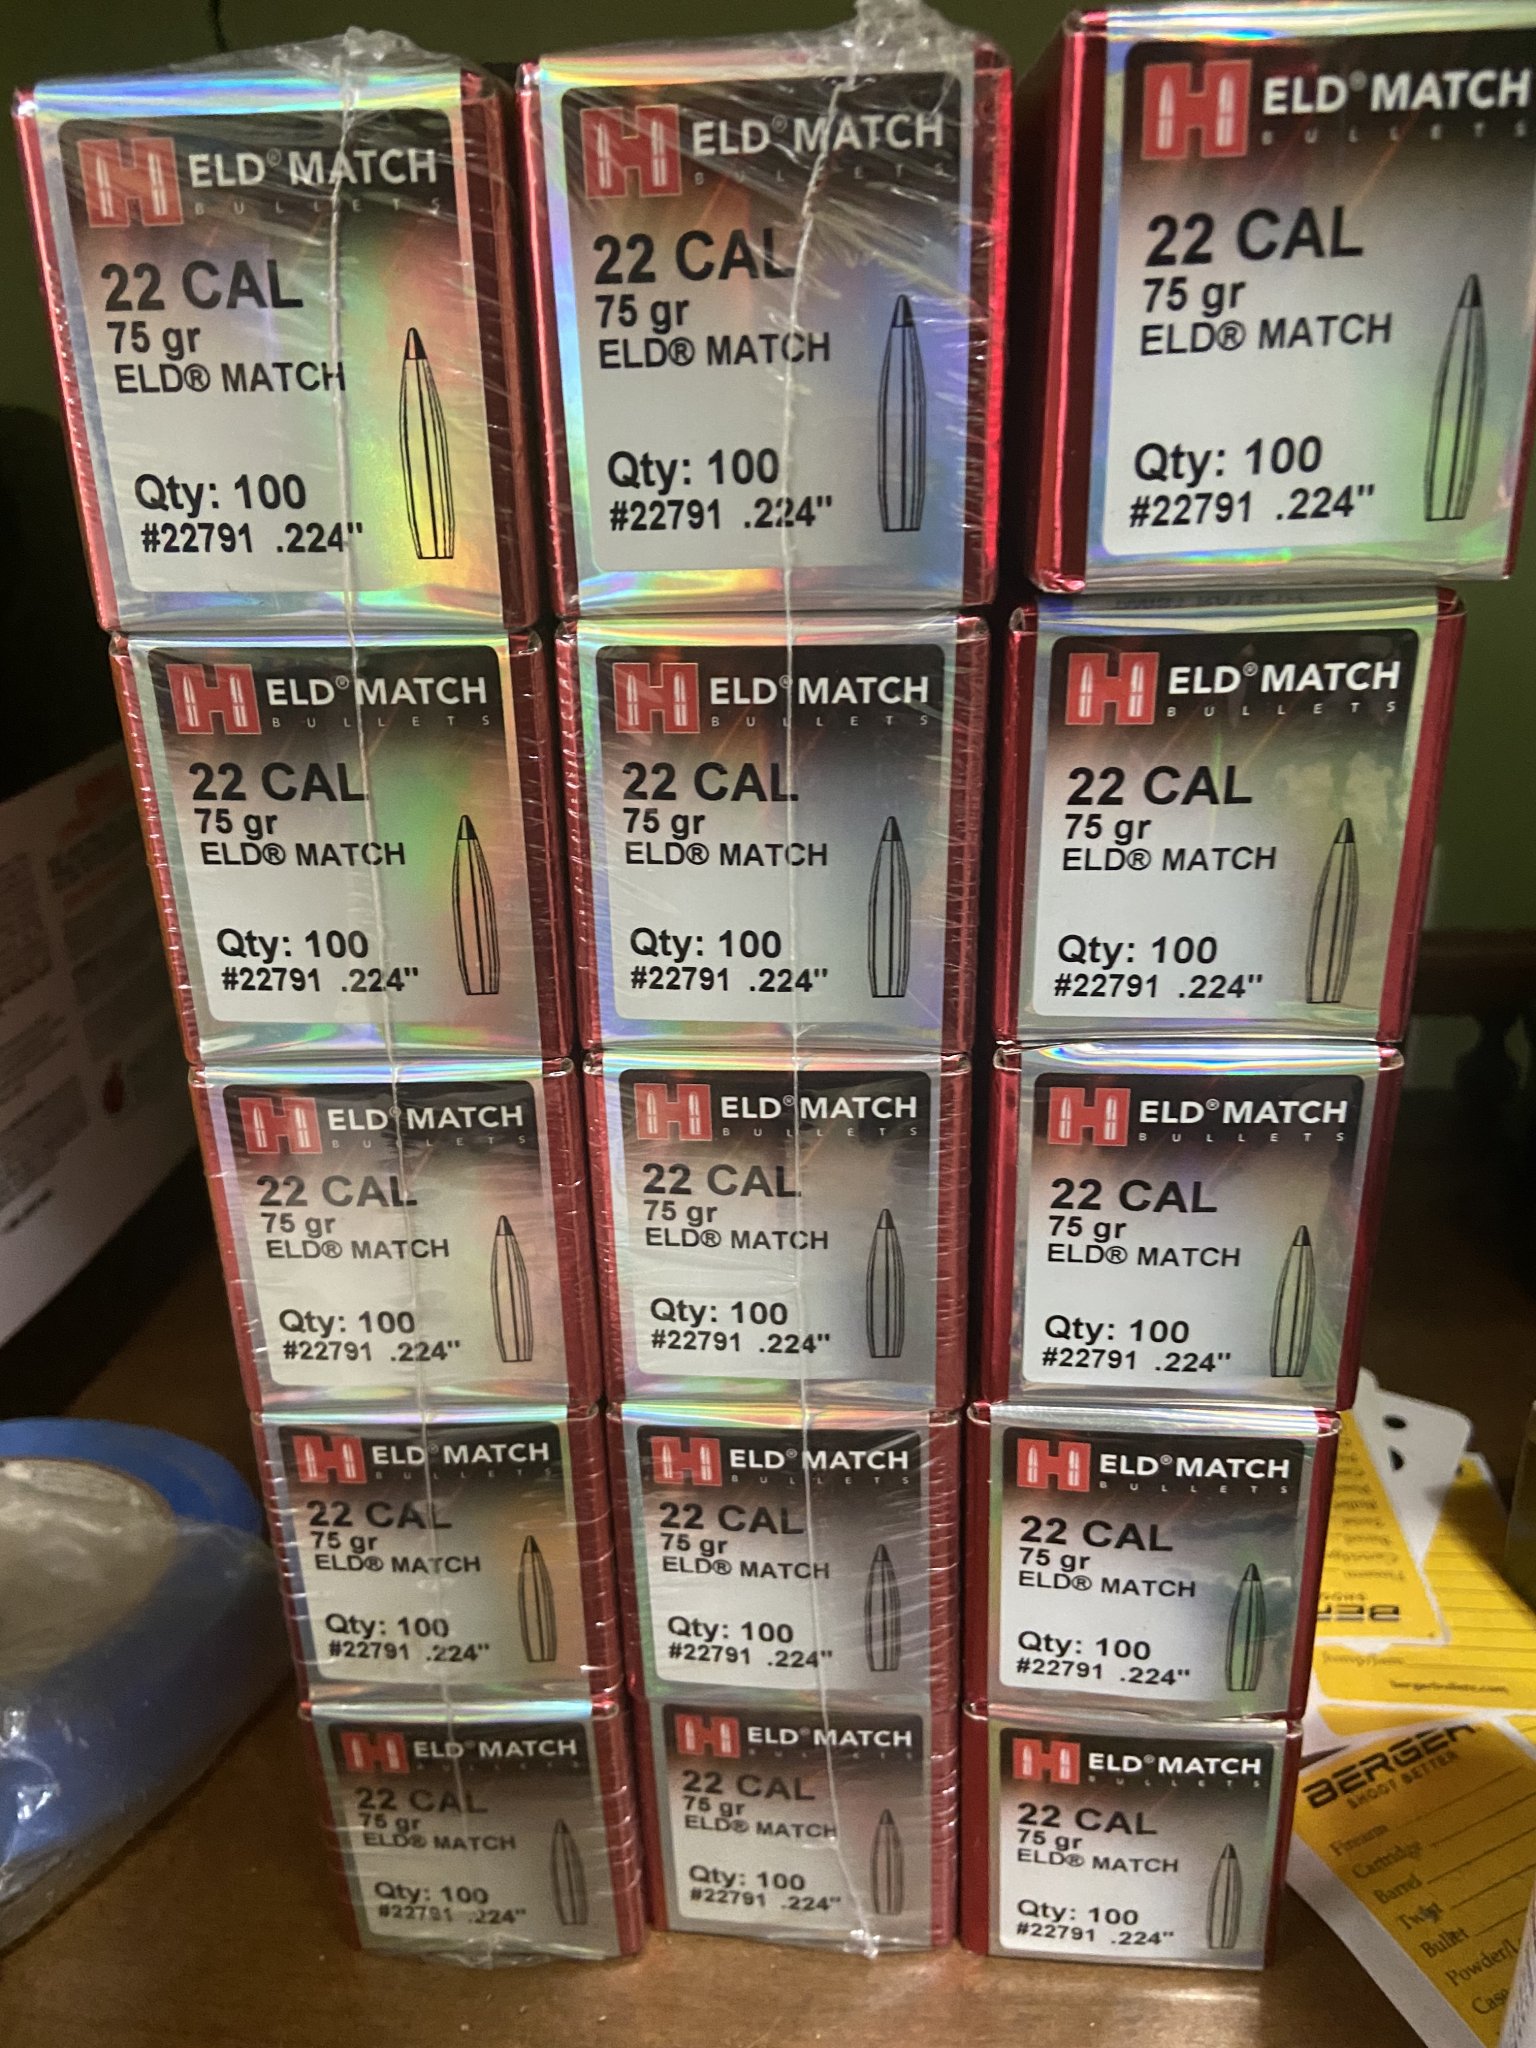 ELD® MATCH
BULLETS
22 CAL
75 gr
ELD® MATCH
Qty: 100
#22791 .224"
ELD® MATCH
BULLETS
22 CAL
75 gr
ELD® MATCH
Qty: 100
#22791 .224"
ELD® MATCH
BULLETS
22 CAL
75 gr
ELD® MATCH
Qty: 100
#22791 .224"
ELD® MATCH
BULLETS
22 CAL
75 gr
ELD® MATCH
Qty: 100
#22791 .224"
ELD® MATCH
BULLETS
22 CAL
75 gr
ELD® MATCH
Qty: 100
#22791 .224"
ELD® MATCH
BULLETS
22 CAL
75 gr
ELD® MATCH
Qty: 100
#22791 .224"
ELD® MATCH
BULLETS
22 CAL
75 gr
ELD® MATCH
Qty: 100
#22791 .224"
ELD® MATCH
BULLETS
22 CAL
75 gr
ELD® MATCH
Qty: 100
#22791 .224"
ELD® MATCH
BULLETS
22 CAL
75 gr
ELD® MATCH
Qty: 100
#22791 .224"
ELD® MATCH
BULLETS
22 CAL
75 gr
ELD® MATCH
Qty: 100
#22791 .224"
ELD® MATCH
BULLETS
22 CAL
75 gr
ELD® MATCH
Qty: 100
#22791 .224"
ELD® MATCH
BULLETS
22 CAL
75 gr
ELD® MATCH
Qty: 100
#22791 .224"
ELD® MATCH
BULLETS
22 CAL
75 gr
ELD® MATCH
Qty: 100
#22791 .224"
ELD® MATCH
BULLETS
22 CAL
75 gr
ELD® MATCH
Qty: 100
#22791 .224"
ELD® MATCH
BULLETS
22 CAL
75 gr
ELD® MATCH
Qty: 100
#22791 .224"
bergerbullets.com
BERGER
SHOOT BETTER
Firearm
Cartridge
Barrel
Twist
Bullet